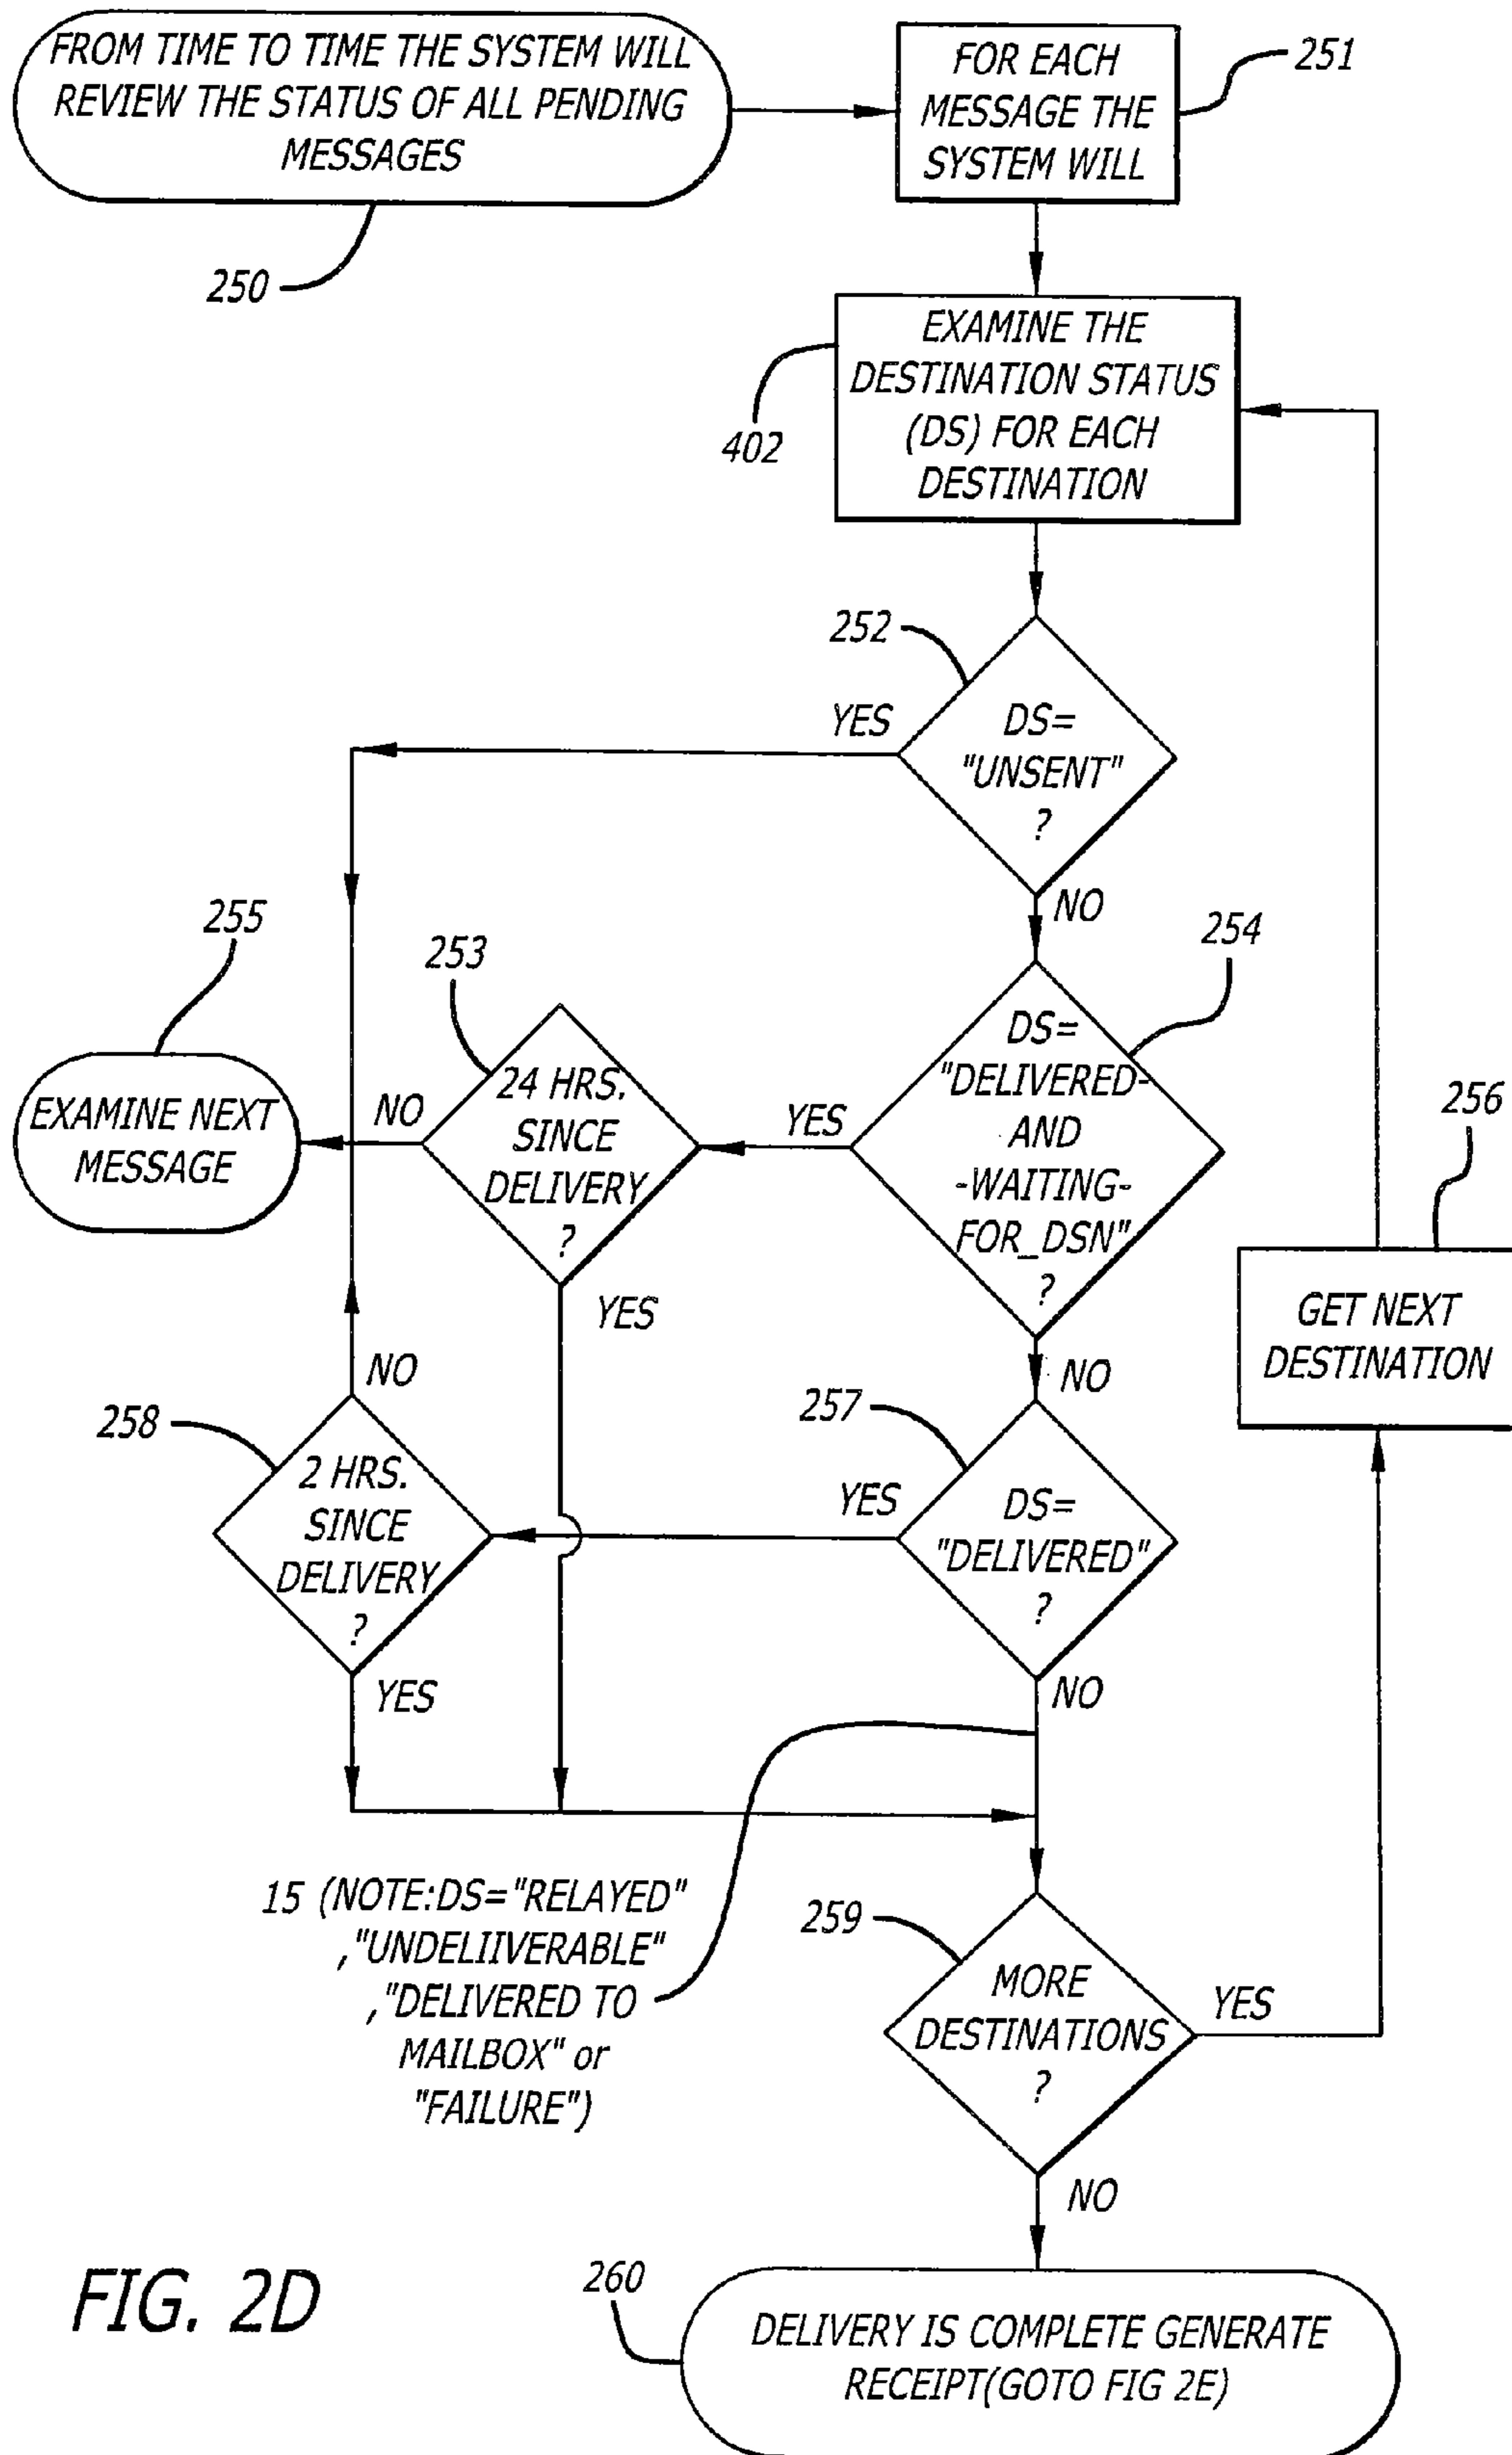 FROM TIME TO TIME THE SYSTEM WILL
REVIEW THE STATUS OF ALL PENDING
MESSAGES
250
FOR EACH
MESSAGE THE
SYSTEM WILL
251
EXAMINE THE
DESTINATION STATUS
(DS) FOR EACH
DESTINATION
402
252
YES
DS=
"UNSENT"
?
NO
255
253
254
EXAMINE NEXT
MESSAGE
NO
24 HRS.
SINCE
DELIVERY
?
YES
YES
DS=
"DELIVERED-
AND
-WAITING-
FOR_DSN"
?
NO
256
GET NEXT
DESTINATION
NO
258
2 HRS.
SINCE
DELIVERY
?
YES
257
YES
DS=
"DELIVERED"
?
NO
15 (NOTE:DS="RELAYED"
,"UNDELIIVERABLE"
,"DELIVERED TO
MAILBOX" or
"FAILURE")
259
MORE
DESTINATIONS
?
YES
NO
260
DELIVERY IS COMPLETE GENERATE
RECEIPT(GOTO FIG 2E)
FIG. 2D